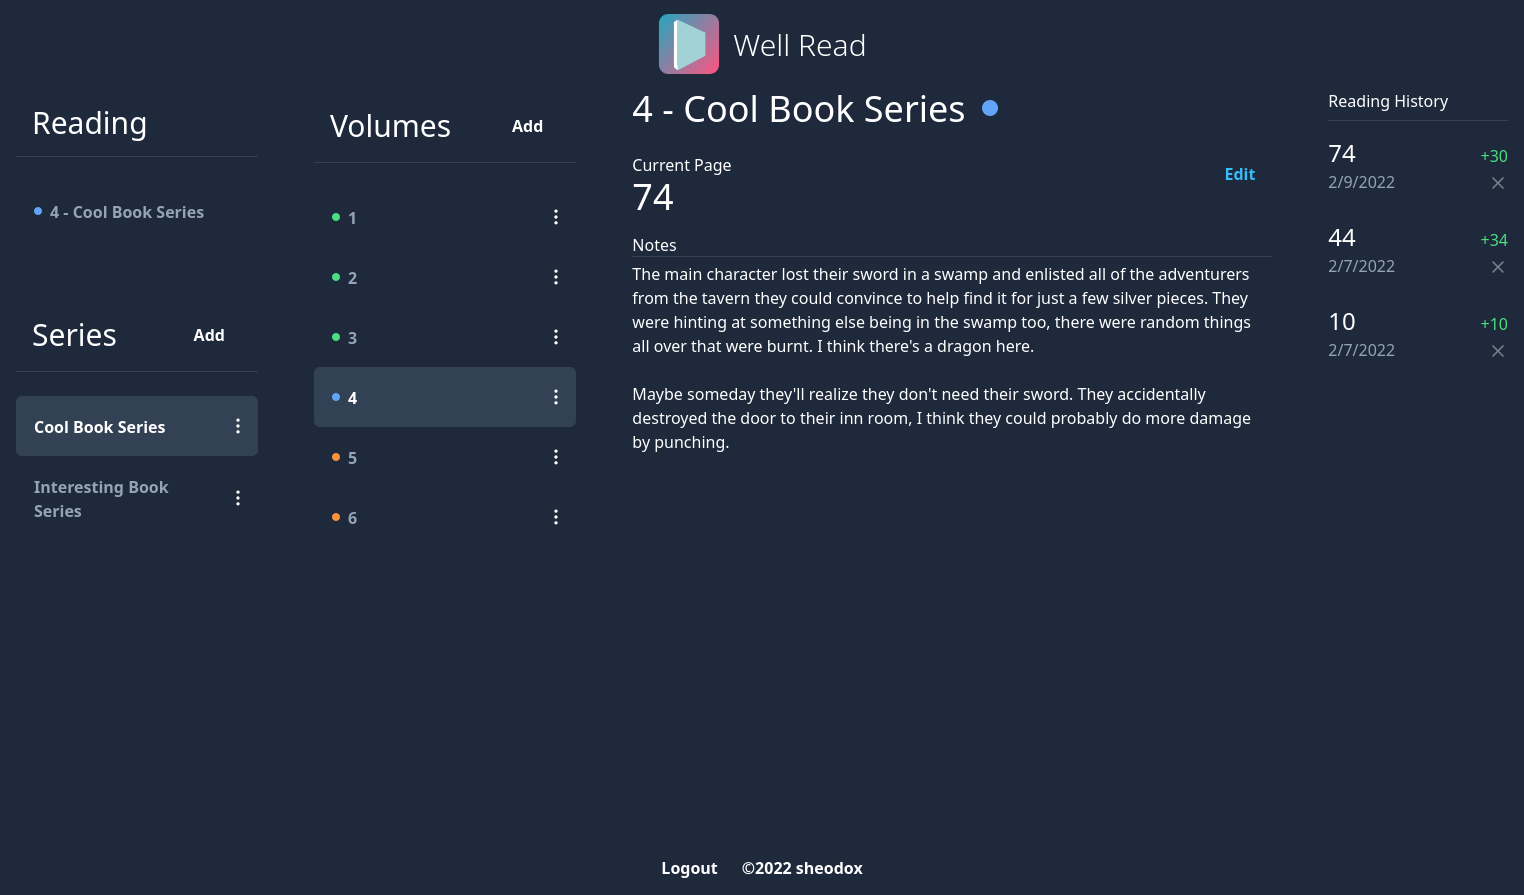 Well Read
Reading
4 - Cool Book Series
Series
Add
Cool Book Series
Interesting Book
Series
Volumes
Add
1
2
3
4
5
6
4 - Cool Book Series
Current Page
74
Edit
Notes
The main character lost their sword in a swamp and enlisted all of the adventurers
from the tavern they could convince to help find it for just a few silver pieces. They
were hinting at something else being in the swamp too, there were random things
all over that were burnt. I think there's a dragon here.
Maybe someday they'll realize they don't need their sword. They accidentally
destroyed the door to their inn room, I think they could probably do more damage
by punching.
Reading History
74
+30
2/9/2022
44
+34
2/7/2022
10
+10
2/7/2022
Logout
©2022 sheodox